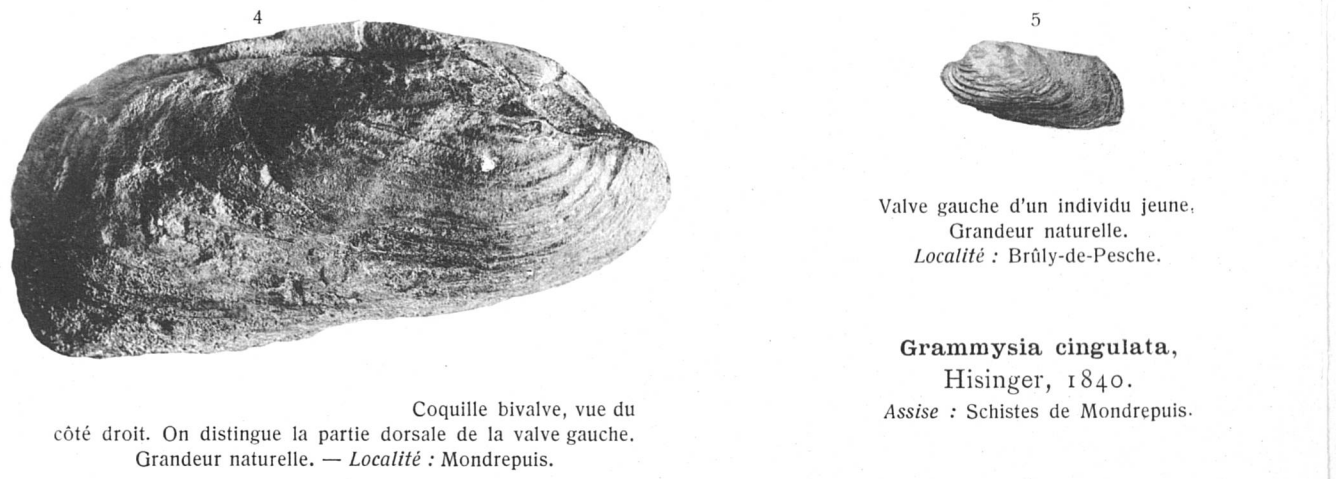 4
Coquille bivalve, vue du
côté droit. On distingue la partie dorsale de la valve gauche.
Grandeur naturelle. — Localité : Mondrepuis.
5
Valve gauche d'un individu jeune.
Grandeur naturelle.
Localité : Brûly-de-Pesche.
Grammysia cingulata,
Hisinger, 1840.
Assise : Schistes de Mondrepuis.